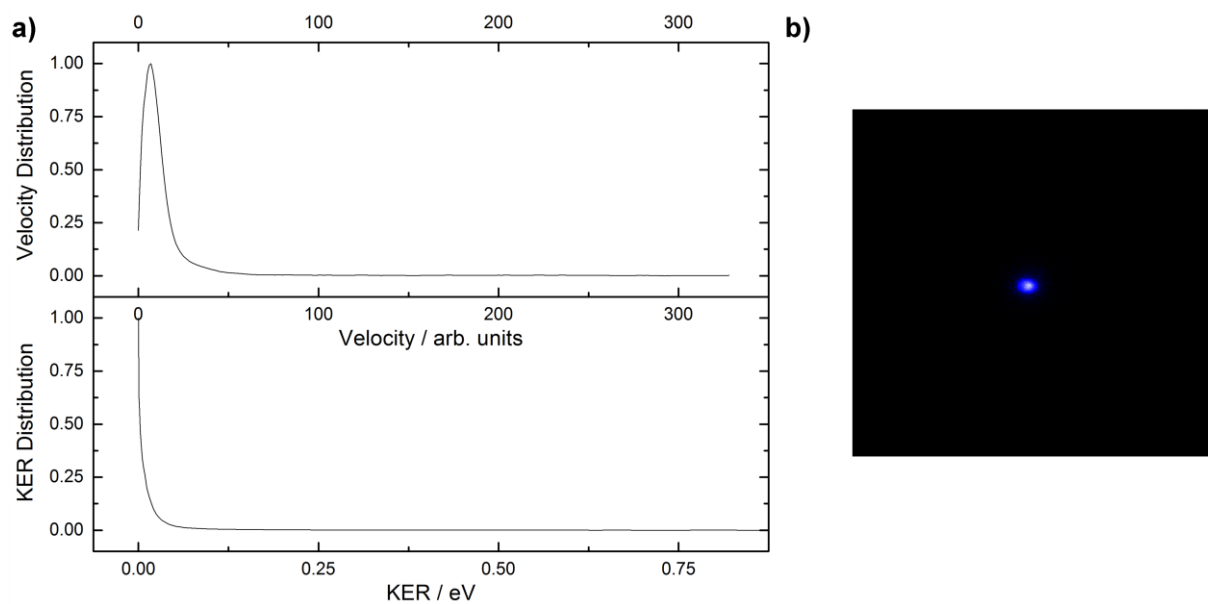 a)
0 100 200 300
1.00
0.75
0.50
0.25
0.00
Velocity Distribution
0 100 200 300
Velocity / arb. units
1.00
0.75
0.50
0.25
0.00
KER Distribution
0.00 0.25 0.50 0.75
KER / eV
b)